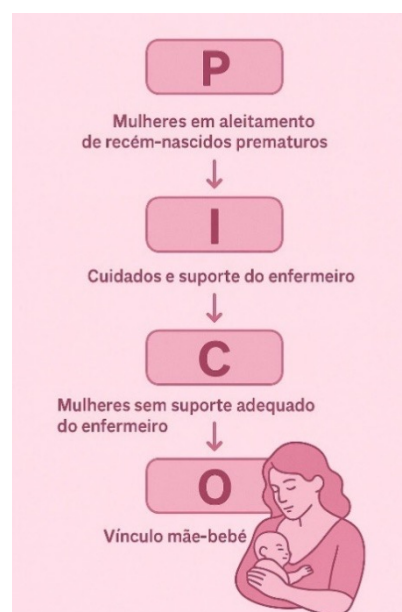 P
Mulheres em aleitamento
de recém-nascidos prematuros
I
Cuidados e suporte do enfermeiro
C
Mulheres sem suporte adequado
do enfermeiro
O
Vínculo mãe-bebé